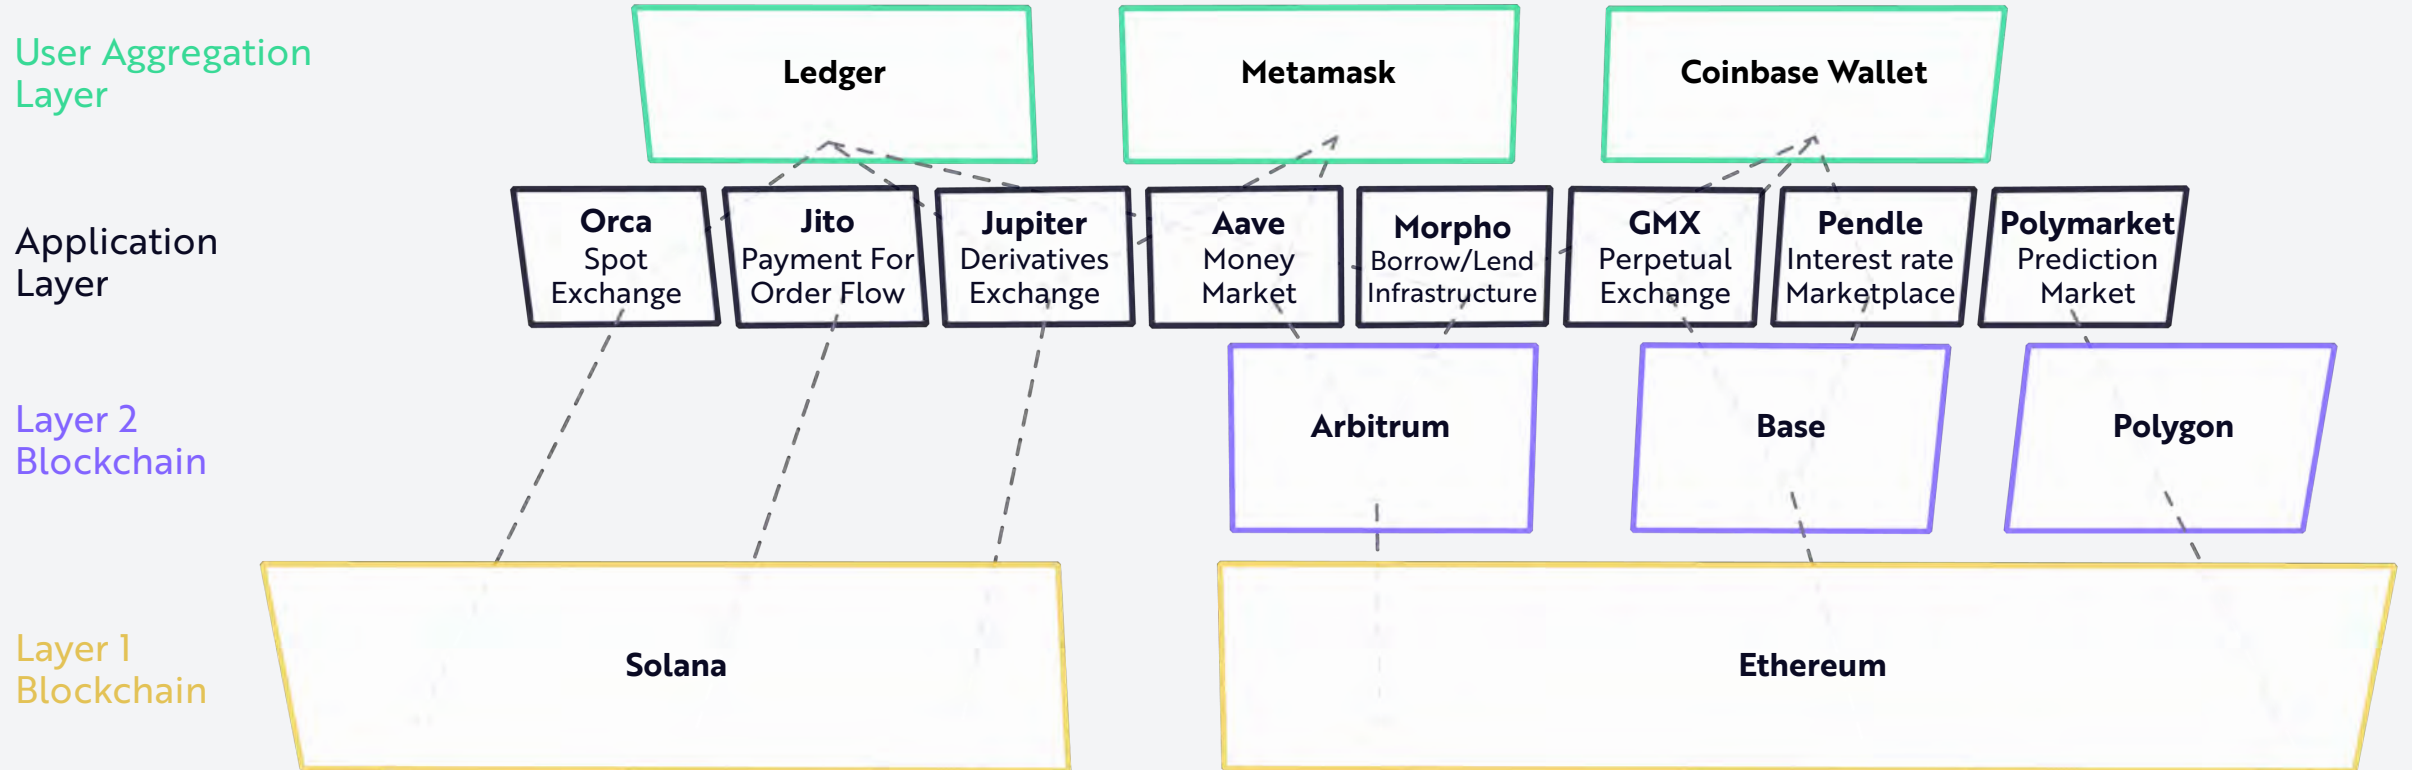 User Aggregation
Layer
Ledger
Metamask
Coinbase Wallet
Application
Layer
Orca
Spot
Exchange
Jito
Payment For
Order Flow
Jupiter
Derivatives
Exchange
Aave
Money
Market
Morpho
Borrow/Lend
Infrastructure
GMX
Perpetual
Exchange
Pendle
Interest rate
Marketplace
Polymarket
Prediction
Market
Layer 2
Blockchain
Arbitrum
Base
Polygon
Layer 1
Blockchain
Solana
Ethereum